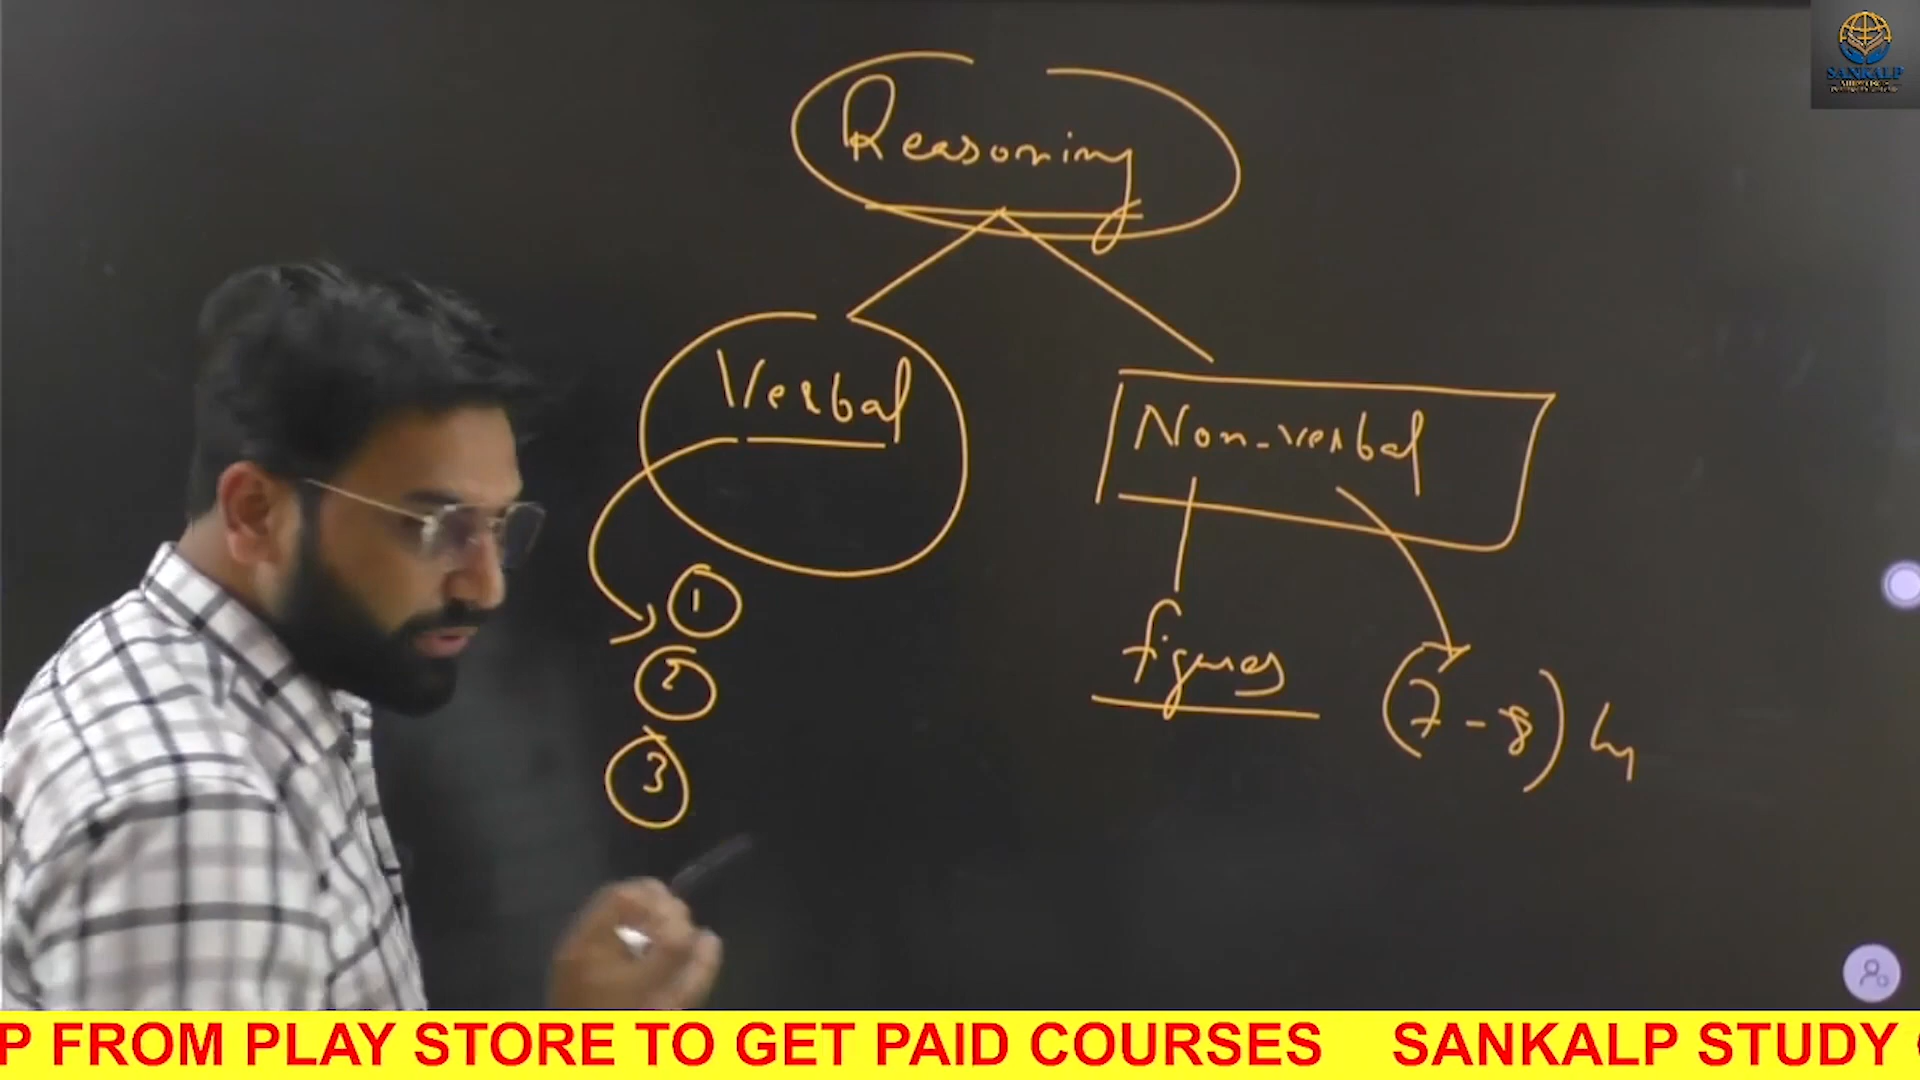 SANKALP
Reasoning
Verbal
Non-verbal
1
2
3
figures
(7-8)
P FROM PLAY STORE TO GET PAID COURSES SANKALP STUDY